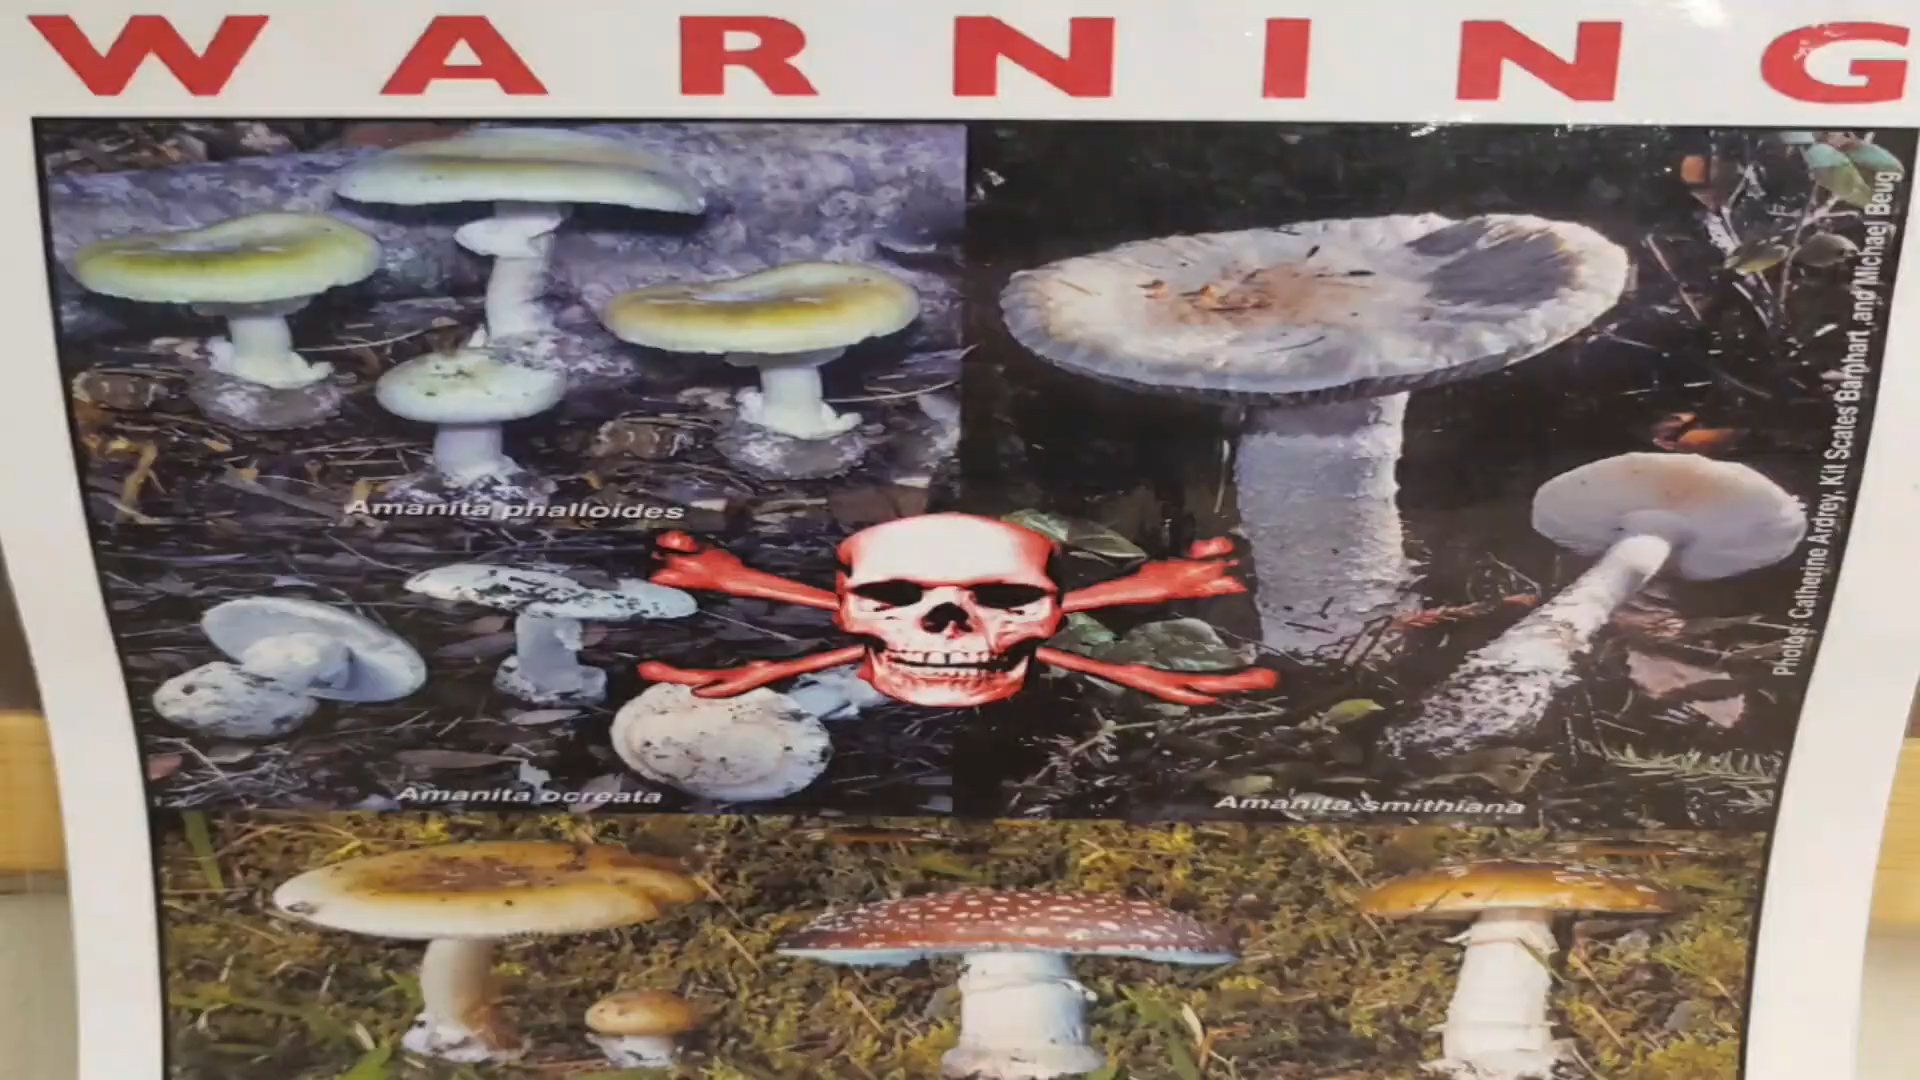 WARNING
Amanita phalloides
Amanita ocreata
Amanita smithiana
Photos: Catherine Ardrey, Kit Scates Barnhart, and Michael Beug